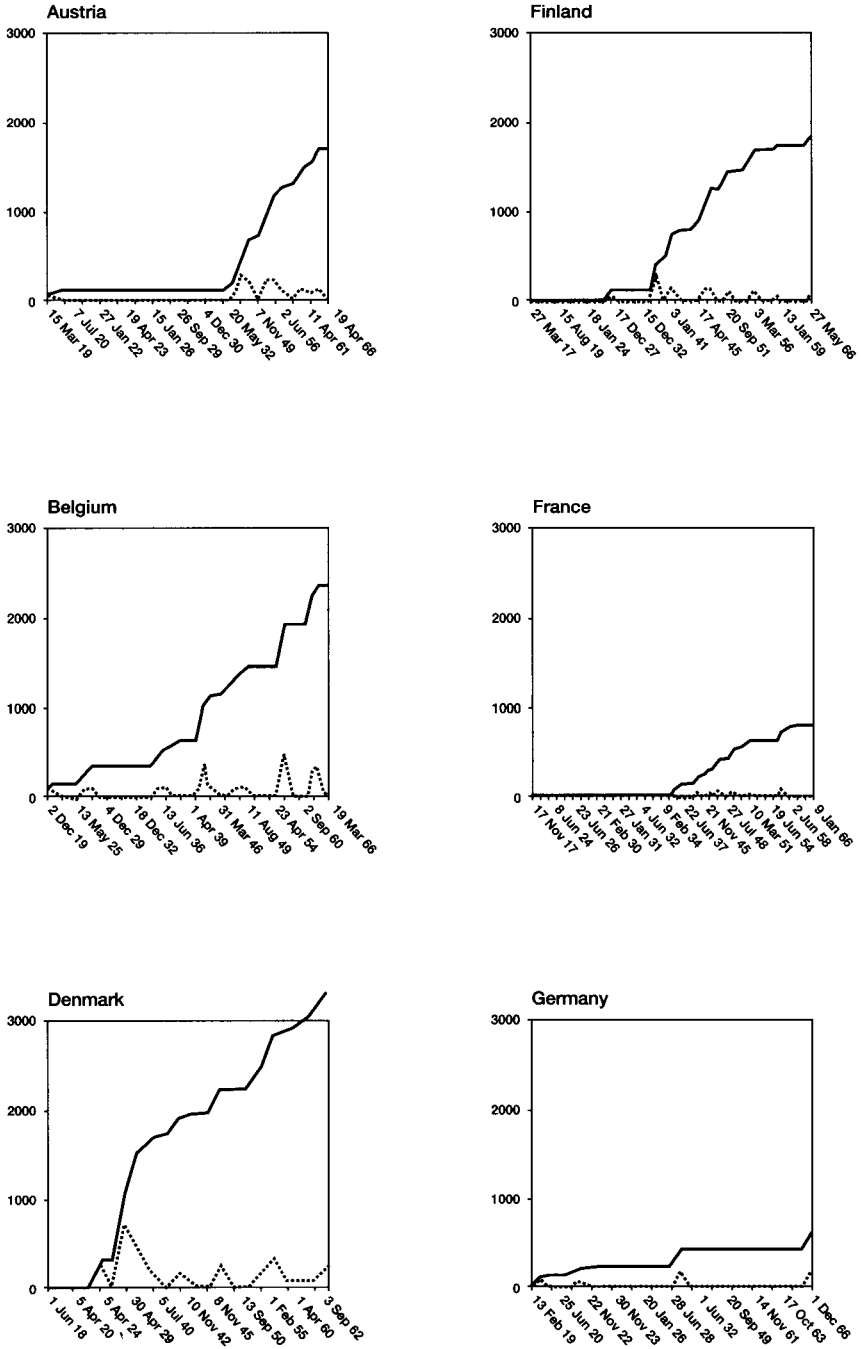 Austria
3000
2000
1000
0
15 Mar 19
7 Jul 20
27 Jan 22
19 Apr 23
15 Jan 26
26 Sep 29
4 Dec 30
20 May 32
7 Nov 49
2 Jun 56
11 Apr 61
19 Apr 66
Finland
3000
2000
1000
0
27 Mar 17
15 Aug 19
18 Jan 24
17 Dec 27
15 Dec 32
3 Jan 41
17 Apr 45
20 Sep 51
3 Mar 56
13 Jan 59
27 May 66
Belgium
3000
2000
1000
0
2 Dec 19
13 May 25
4 Dec 29
18 Dec 32
13 Jun 36
1 Apr 39
31 Mar 46
11 Aug 49
23 Apr 54
2 Sep 60
19 Mar 66
France
3000
2000
1000
0
17 Nov 17
8 Jun 24
23 Jun 26
21 Feb 30
27 Jan 31
4 Jun 32
9 Feb 34
22 Jun 37
21 Nov 45
27 Jul 48
10 Mar 51
19 Jun 54
2 Jun 58
9 Jan 66
Denmark
3000
2000
1000
0
1 Jun 18
5 Apr 20
5 Apr 24
30 Apr 29
5 Jul 40
10 Nov 42
8 Nov 45
13 Sep 50
1 Feb 55
1 Apr 60
3 Sep 62
Germany
3000
2000
1000
0
13 Feb 19
25 Jun 20
22 Nov 22
30 Nov 23
20 Jan 26
28 Jun 28
1 Jun 32
20 Sep 49
14 Nov 61
17 Oct 63
1 Dec 66